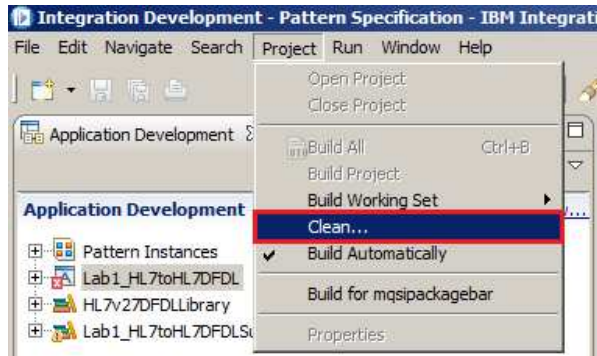 Integration Development - Pattern Specification - IBM Integrati
File Edit Navigate Search Project Run Window Help
Open Project
Close Project
Build All Ctrl+B
Build Project
Build Working Set
Clean...
Build Automatically
Build for mqsipackagebar
Properties
Application Development
Application Development
Pattern Instances
Lab1_HL7toHL7DFDL
HL7v27DFDLLibrary
Lab1_HL7toHL7DFDLSu